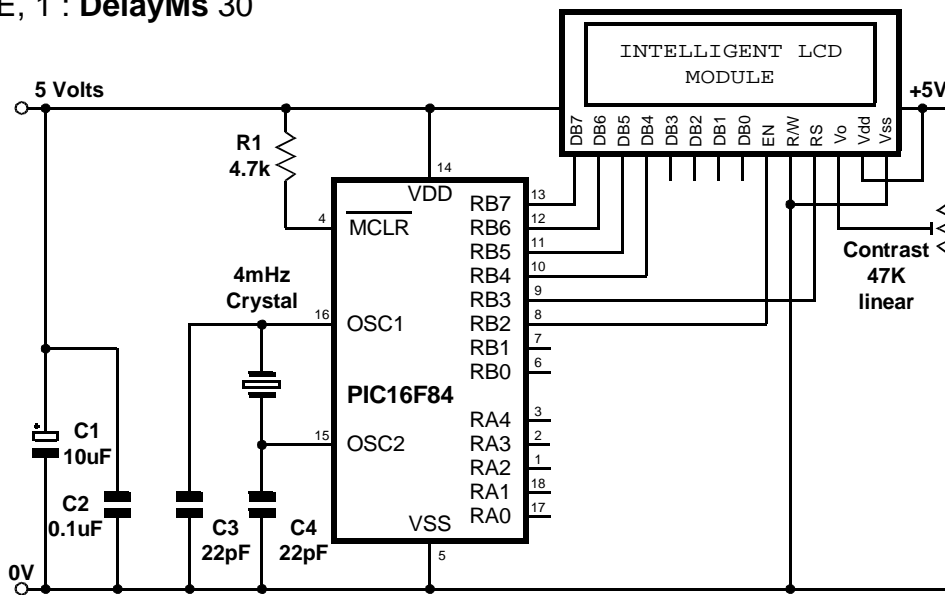 E, 1 : DelayMs 30
INTELLIGENT LCD
MODULE
5 Volts
+5V
DB7
DB6
DB5
DB4
DB3
DB2
DB1
DB0
EN
R/W
RS
Vo
Vdd
Vss
R1
4.7k
14
VDD
4
MCLR
RB7
13
RB6
12
RB5
11
RB4
10
RB3
9
RB2
8
RB1
7
RB0
6
Contrast
47K
linear
4mHz
Crystal
16
OSC1
PIC16F84
15
OSC2
RA4
3
RA3
2
RA2
1
RA1
18
RA0
17
+
C1
10uF
C2
0.1uF
C3
22pF
C4
22pF
VSS
5
0V